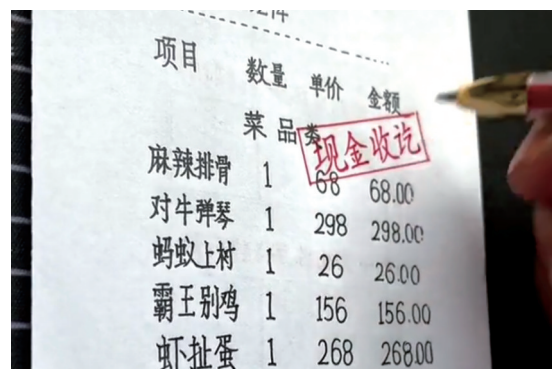 项目 数量 单价 金额
菜品类
现金收讫
麻辣排骨 1 68 68.00
对牛弹琴 1 298 298.00
蚂蚁上树 1 26 26.00
霸王别鸡 1 156 156.00
虾扯蛋 1 268 268.00